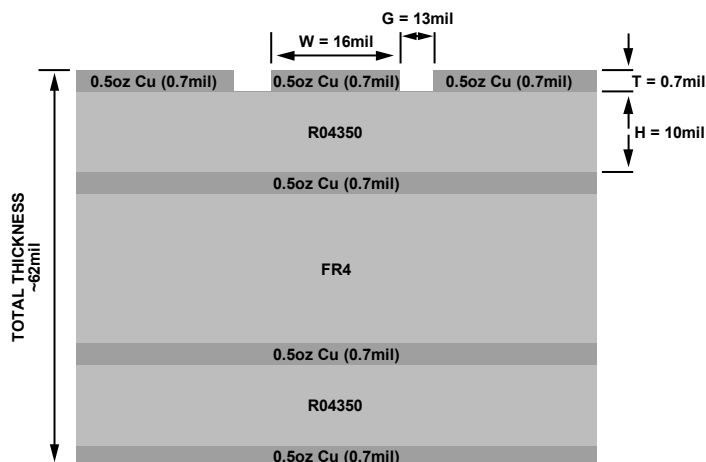 G = 13mil
W = 16mil
0.5oz Cu (0.7mil) 0.5oz Cu (0.7mil) 0.5oz Cu (0.7mil)
T = 0.7mil
R04350
H = 10mil
0.5oz Cu (0.7mil)
TOTAL THICKNESS
~62mil
FR4
0.5oz Cu (0.7mil)
R04350
0.5oz Cu (0.7mil)